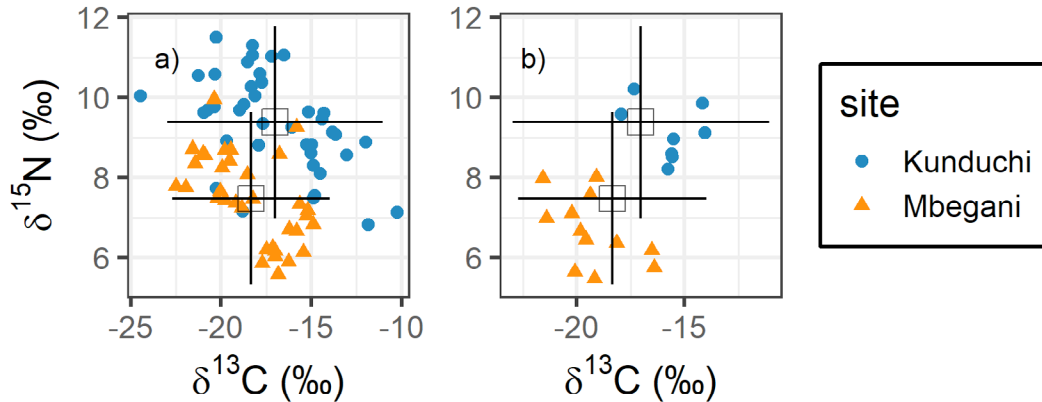 a)
b)
12
10
8
6
12
10
8
6
-25 -20 -15 -10
-20 -15
δ¹⁵N (‰)
δ¹³C (‰)
δ¹³C (‰)
site
Kunduchi
Mbegani